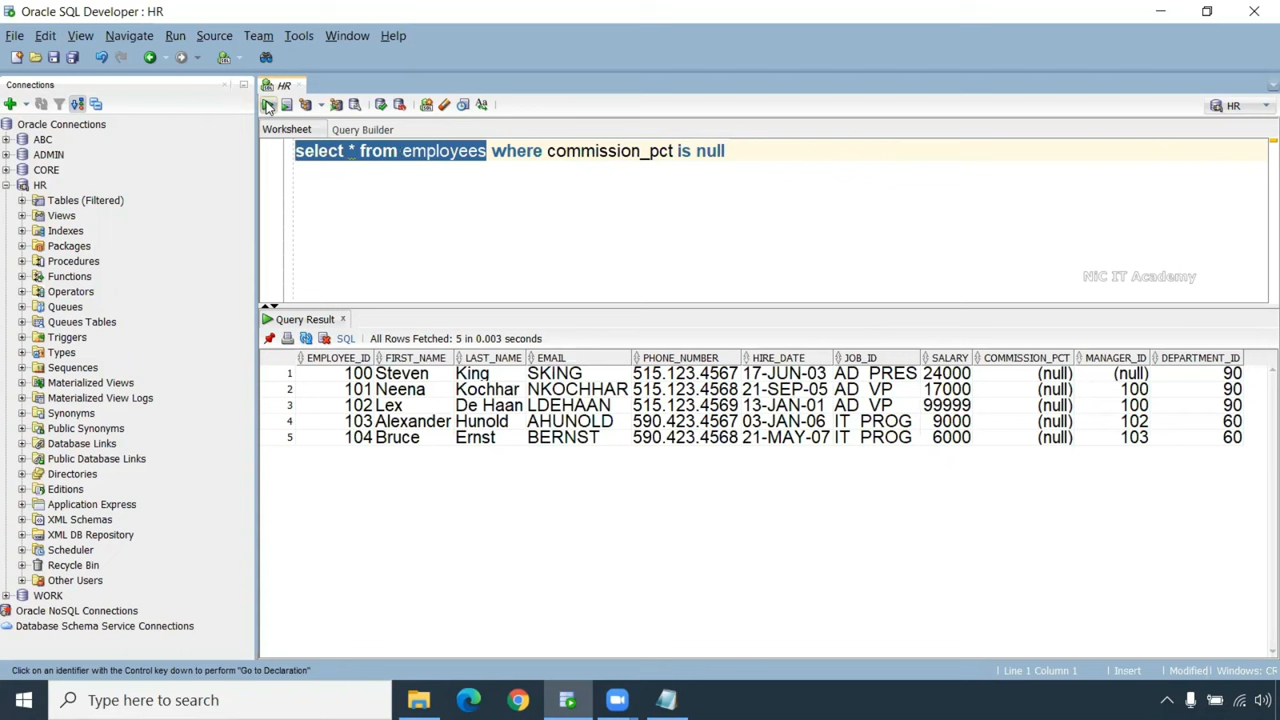 Oracle SQL Developer : HR
File Edit View Navigate Run Source Team Tools Window Help
Connections
HR
HR
Worksheet Query Builder
select * from employees where commission_pct is null
NiC IT Academy
Oracle Connections
ABC
ADMIN
CORE
HR
Tables (Filtered)
Views
Indexes
Packages
Procedures
Functions
Operators
Queues
Queues Tables
Triggers
Types
Sequences
Materialized Views
Materialized View Logs
Synonyms
Public Synonyms
Database Links
Public Database Links
Directories
Editions
Application Express
XML Schemas
XML DB Repository
Scheduler
Recycle Bin
Other Users
WORK
Oracle NoSQL Connections
Database Schema Service Connections
Query Result
SQL All Rows Fetched: 5 in 0.003 seconds
EMPLOYEE_ID FIRST_NAME LAST_NAME EMAIL PHONE_NUMBER HIRE_DATE JOB_ID SALARY COMMISSION_PCT MANAGER_ID DEPARTMENT_ID
1 100 Steven King SKING 515.123.4567 17-JUN-03 AD_PRES 24000 (null) (null) 90
2 101 Neena Kochhar NKOCHHAR 515.123.4568 21-SEP-05 AD_VP 17000 (null) 100 90
3 102 Lex De Haan LDEHAAN 515.123.4569 13-JAN-01 AD_VP 99999 (null) 100 90
4 103 Alexander Hunold AHUNOLD 590.423.4567 03-JAN-06 IT_PROG 9000 (null) 102 60
5 104 Bruce Ernst BERNST 590.423.4568 21-MAY-07 IT_PROG 6000 (null) 103 60
Click on an identifier with the Control key down to perform "Go to Declaration"
Line 1 Column 1 Insert Modified Windows: CR
Type here to search